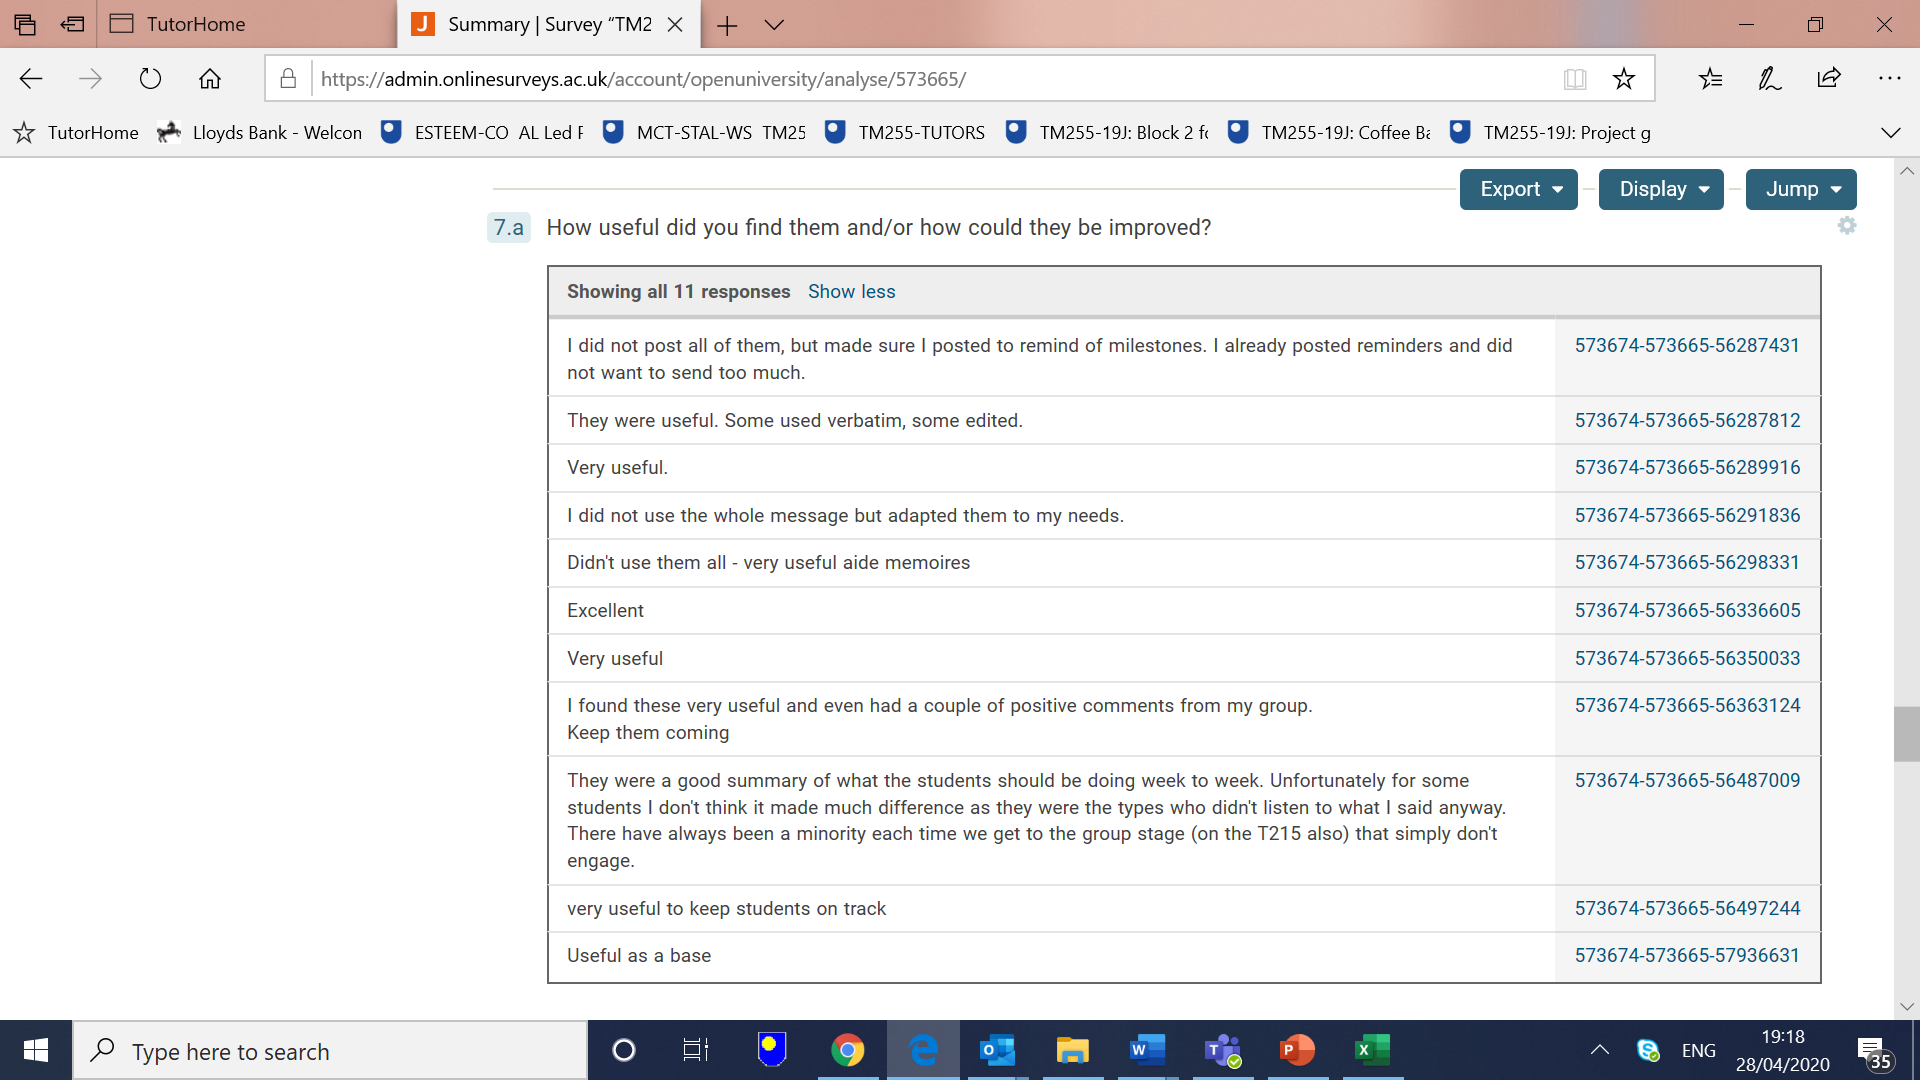 TutorHome
J Summary | Survey “TM2
https://admin.onlinesurveys.ac.uk/account/openuniversity/analyse/573665/
TutorHome Lloyds Bank - Welcon ESTEEM-CO AL Led F MCT-STAL-WS TM25 TM255-TUTORS TM255-19J: Block 2 fo TM255-19J: Coffee Ba TM255-19J: Project g
Export Display Jump
7.a How useful did you find them and/or how could they be improved?
Showing all 11 responses Show less
I did not post all of them, but made sure I posted to remind of milestones. I already posted reminders and did 573674-573665-56287431
not want to send too much.
They were useful. Some used verbatim, some edited. 573674-573665-56287812
Very useful. 573674-573665-56289916
I did not use the whole message but adapted them to my needs. 573674-573665-56291836
Didn't use them all - very useful aide memoires 573674-573665-56298331
Excellent 573674-573665-56336605
Very useful 573674-573665-56350033
I found these very useful and even had a couple of positive comments from my group. 573674-573665-56363124
Keep them coming
They were a good summary of what the students should be doing week to week. Unfortunately for some 573674-573665-56487009
students I don't think it made much difference as they were the types who didn't listen to what I said anyway.
There have always been a minority each time we get to the group stage (on the T215 also) that simply don't
engage.
very useful to keep students on track 573674-573665-56497244
Useful as a base 573674-573665-57936631
Type here to search
ENG
19:18
28/04/2020
35